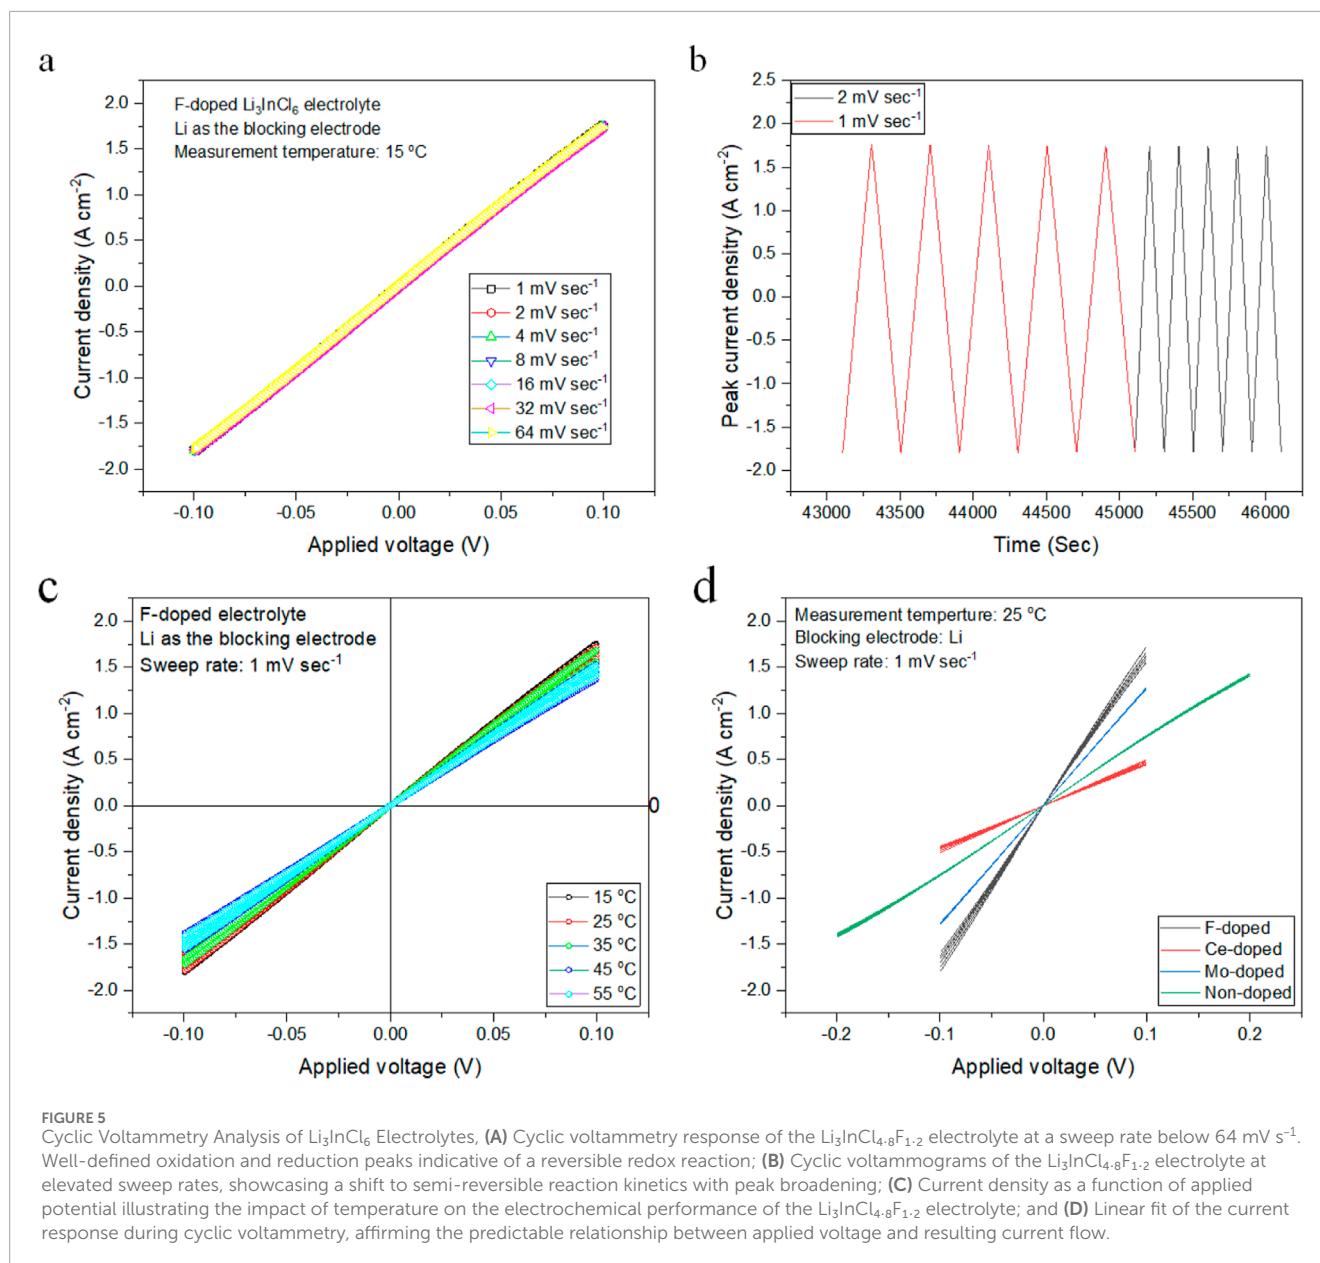 a
F-doped Li₃InCl₆ electrolyte
Li as the blocking electrode
Measurement temperature: 15 ºC
2.0
1.5
1.0
0.5
0.0
-0.5
-1.0
-1.5
-2.0
Current density (A cm⁻²)
1 mV sec⁻¹
2 mV sec⁻¹
4 mV sec⁻¹
8 mV sec⁻¹
16 mV sec⁻¹
32 mV sec⁻¹
64 mV sec⁻¹
-0.10 -0.05 0.00 0.05 0.10
Applied voltage (V)
b
2 mV sec⁻¹
1 mV sec⁻¹
2.5
2.0
1.5
1.0
0.5
0.0
-0.5
-1.0
-1.5
-2.0
Peak current densitry (A cm⁻²)
43000 43500 44000 44500 45000 45500 46000
Time (Sec)
c
F-doped electrolyte
Li as the blocking electrode
Sweep rate: 1 mV sec⁻¹
2.0
1.5
1.0
0.5
0.0
-0.5
-1.0
-1.5
-2.0
Current density (A cm⁻²)
0
15 ºC
25 ºC
35 ºC
45 ºC
55 ºC
-0.10 -0.05 0.00 0.05 0.10
Applied voltage (V)
d
Measurement temperture: 25 ºC
Blocking electrode: Li
Sweep rate: 1 mV sec⁻¹
2.0
1.5
1.0
0.5
0.0
-0.5
-1.0
-1.5
-2.0
Current density (A cm⁻²)
F-doped
Ce-doped
Mo-doped
Non-doped
-0.2 -0.1 0.0 0.1 0.2
Applied voltage (V)
FIGURE 5
Cyclic Voltammetry Analysis of Li₃InCl₆ Electrolytes, (A) Cyclic voltammetry response of the Li₃InCl₄.₈F₁.₂ electrolyte at a sweep rate below 64 mV s⁻¹.
Well-defined oxidation and reduction peaks indicative of a reversible redox reaction; (B) Cyclic voltammograms of the Li₃InCl₄.₈F₁.₂ electrolyte at
elevated sweep rates, showcasing a shift to semi-reversible reaction kinetics with peak broadening; (C) Current density as a function of applied
potential illustrating the impact of temperature on the electrochemical performance of the Li₃InCl₄.₈F₁.₂ electrolyte; and (D) Linear fit of the current
response during cyclic voltammetry, affirming the predictable relationship between applied voltage and resulting current flow.